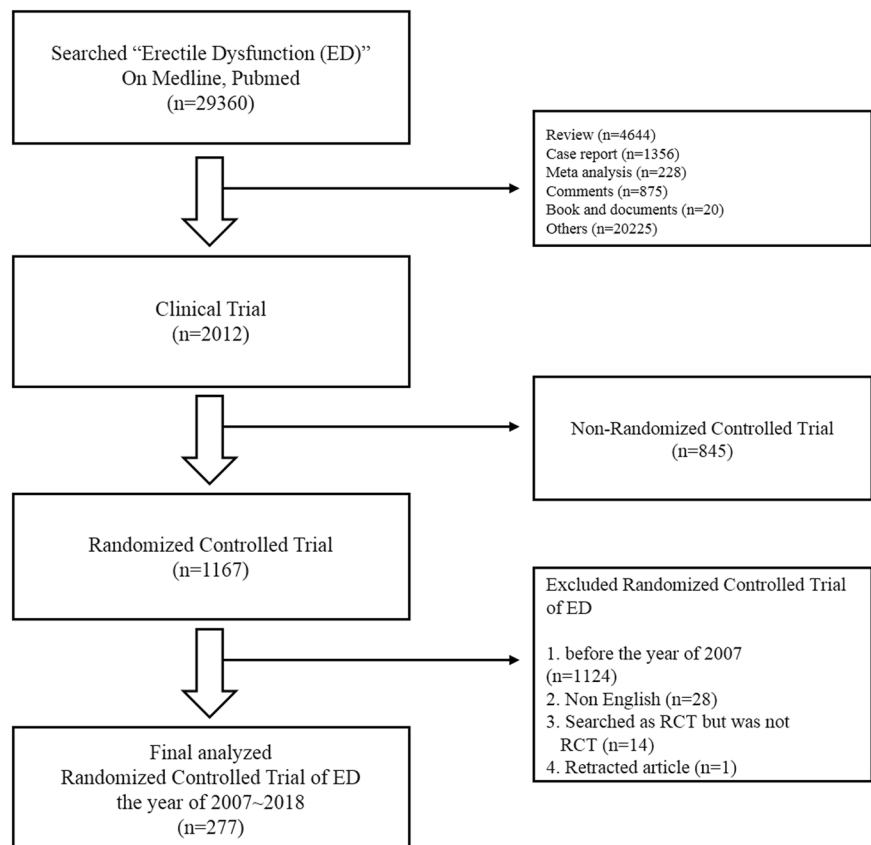 Searched “Erectile Dysfunction (ED)”
On Medline, Pubmed
(n=29360)
Review (n=4644)
Case report (n=1356)
Meta analysis (n=228)
Comments (n=875)
Book and documents (n=20)
Others (n=20225)
Clinical Trial
(n=2012)
Non-Randomized Controlled Trial
(n=845)
Randomized Controlled Trial
(n=1167)
Excluded Randomized Controlled Trial
of ED
1. before the year of 2007
(n=1124)
2. Non English (n=28)
3. Searched as RCT but was not
RCT (n=14)
4. Retracted article (n=1)
Final analyzed
Randomized Controlled Trial of ED
the year of 2007~2018
(n=277)